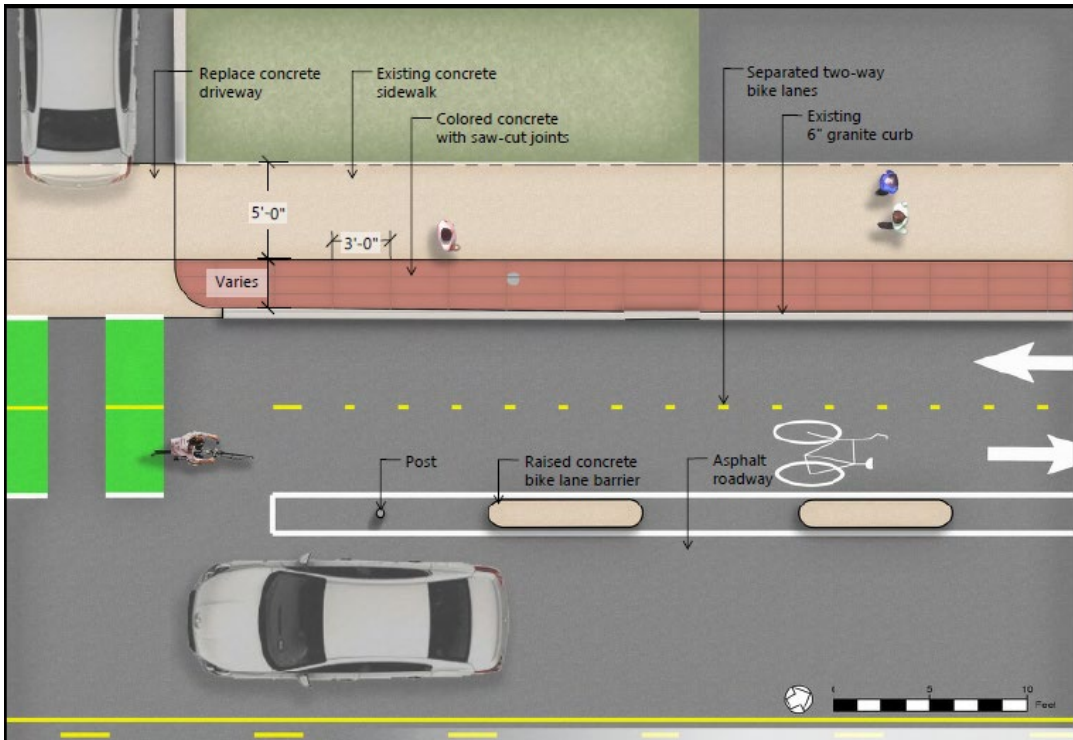 Replace concrete
driveway
Existing concrete
sidewalk
Separated two-way
bike lanes
Colored concrete
with saw-cut joints
Existing
6" granite curb
5'-0"
3'-0"
Varies
Post
Raised concrete
bike lane barrier
Asphalt
roadway
0 5 10
Feet